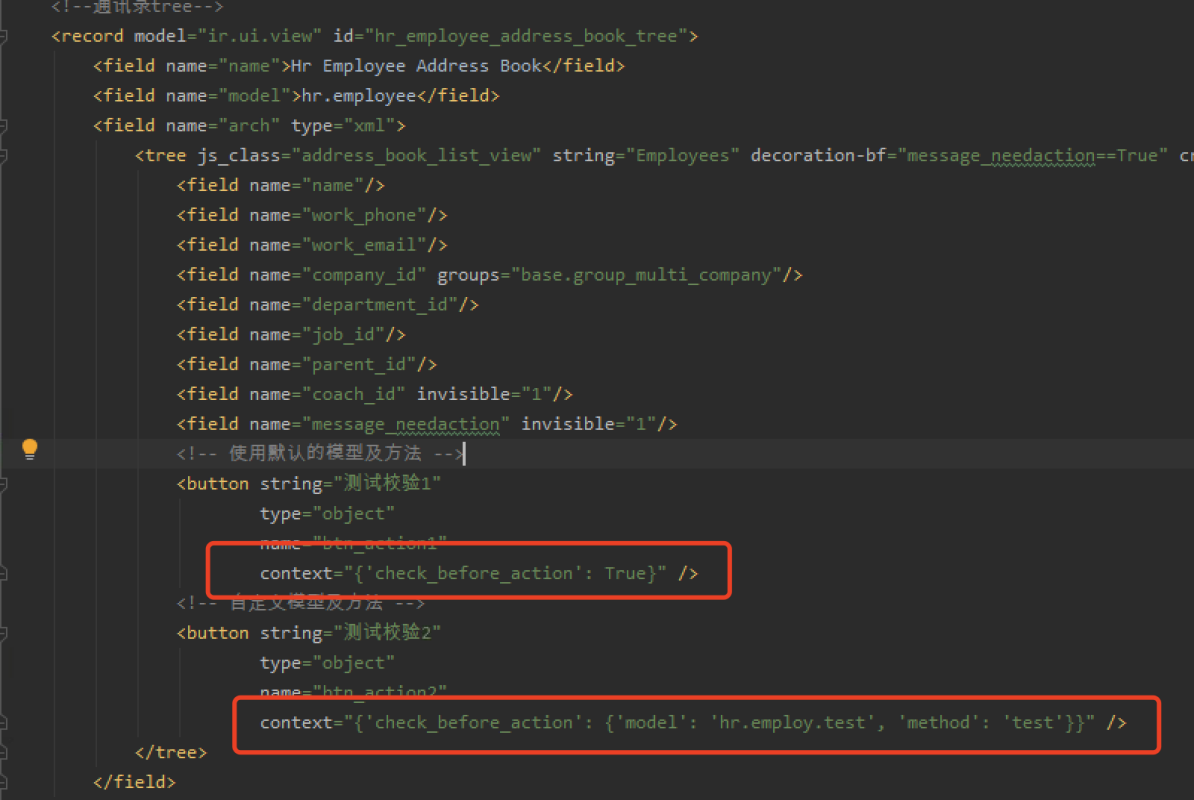 <!--通讯录tree-->
<record model="ir.ui.view" id="hr_employee_address_book_tree">
<field name="name">Hr Employee Address Book</field>
<field name="model">hr.employee</field>
<field name="arch" type="xml">
<tree js_class="address_book_list_view" string="Employees" decoration-bf="message_needaction==True" cr
<field name="name"/>
<field name="work_phone"/>
<field name="work_email"/>
<field name="company_id" groups="base.group_multi_company"/>
<field name="department_id"/>
<field name="job_id"/>
<field name="parent_id"/>
<field name="coach_id" invisible="1"/>
<field name="message_needaction" invisible="1"/>
<!-- 使用默认的模型及方法 -->
<button string="测试校验1"
type="object"
name="btn_action1"
context="{'check_before_action': True}" />
<!-- 自定义模型及方法 -->
<button string="测试校验2"
type="object"
name="btn_action2"
context="{'check_before_action': {'model': 'hr.employ.test', 'method': 'test'}}" />
</tree>
</field>